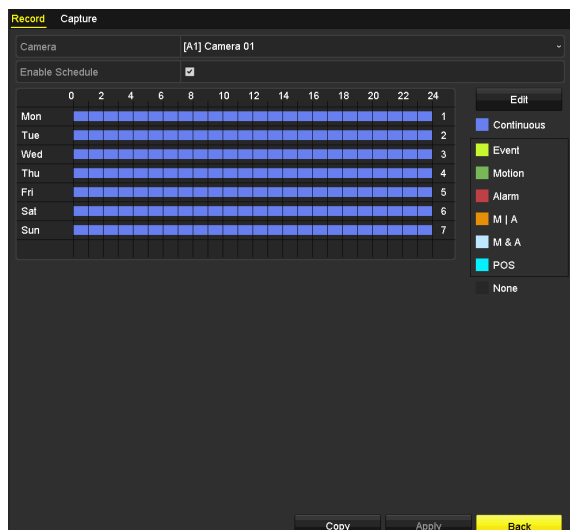 Record Capture
Camera [A1] Camera 01
Enable Schedule
0 2 4 6 8 10 12 14 16 18 20 22 24 Edit
Mon 1 Continuous
Tue 2
Wed 3 Event
Thu 4 Motion
Fri 5 Alarm
Sat 6 M | A
Sun 7 M & A
POS
None
Copy Apply Back